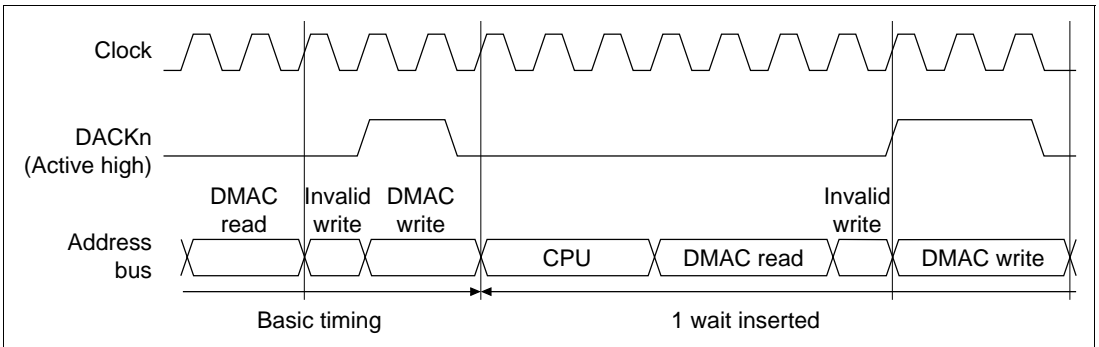 Clock
DACKn
(Active high)
DMAC
read
Invalid
write
DMAC
write
Invalid
write
Address
bus
CPU
DMAC read
DMAC write
Basic timing
1 wait inserted